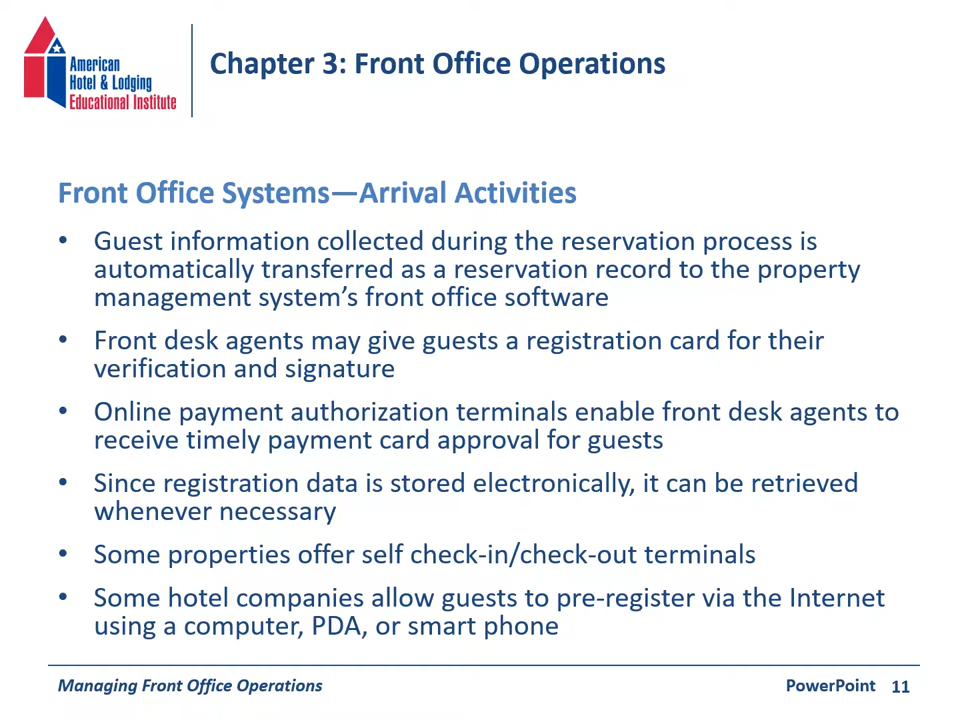 American
Hotel & Lodging
Educational Institute
Chapter 3: Front Office Operations
Front Office Systems—Arrival Activities
• Guest information collected during the reservation process is
automatically transferred as a reservation record to the property
management system’s front office software
• Front desk agents may give guests a registration card for their
verification and signature
• Online payment authorization terminals enable front desk agents to
receive timely payment card approval for guests
• Since registration data is stored electronically, it can be retrieved
whenever necessary
• Some properties offer self check-in/check-out terminals
• Some hotel companies allow guests to pre-register via the Internet
using a computer, PDA, or smart phone
Managing Front Office Operations
PowerPoint 11